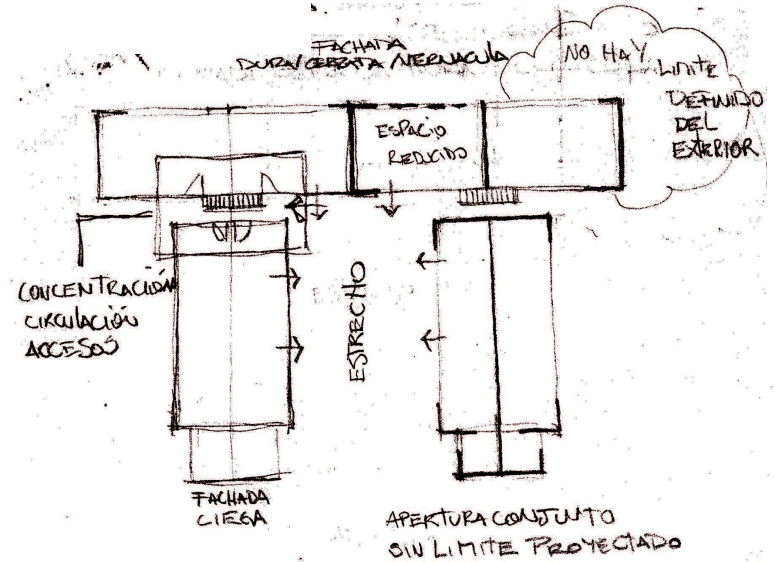 FACHADA
DURA/CERRATA/VERNACULA
NO HAY
LIMITE
DEFINIDO
DEL
EXTERIOR
ESPACIO
REDUCIDO
CONCENTRACIÓN
CIRCULACIÓN
ACCESOS
ESTRECHO
FACHADA
CIEGA
APERTURA CONJUNTO
SIN LIMITE PROYECTADO